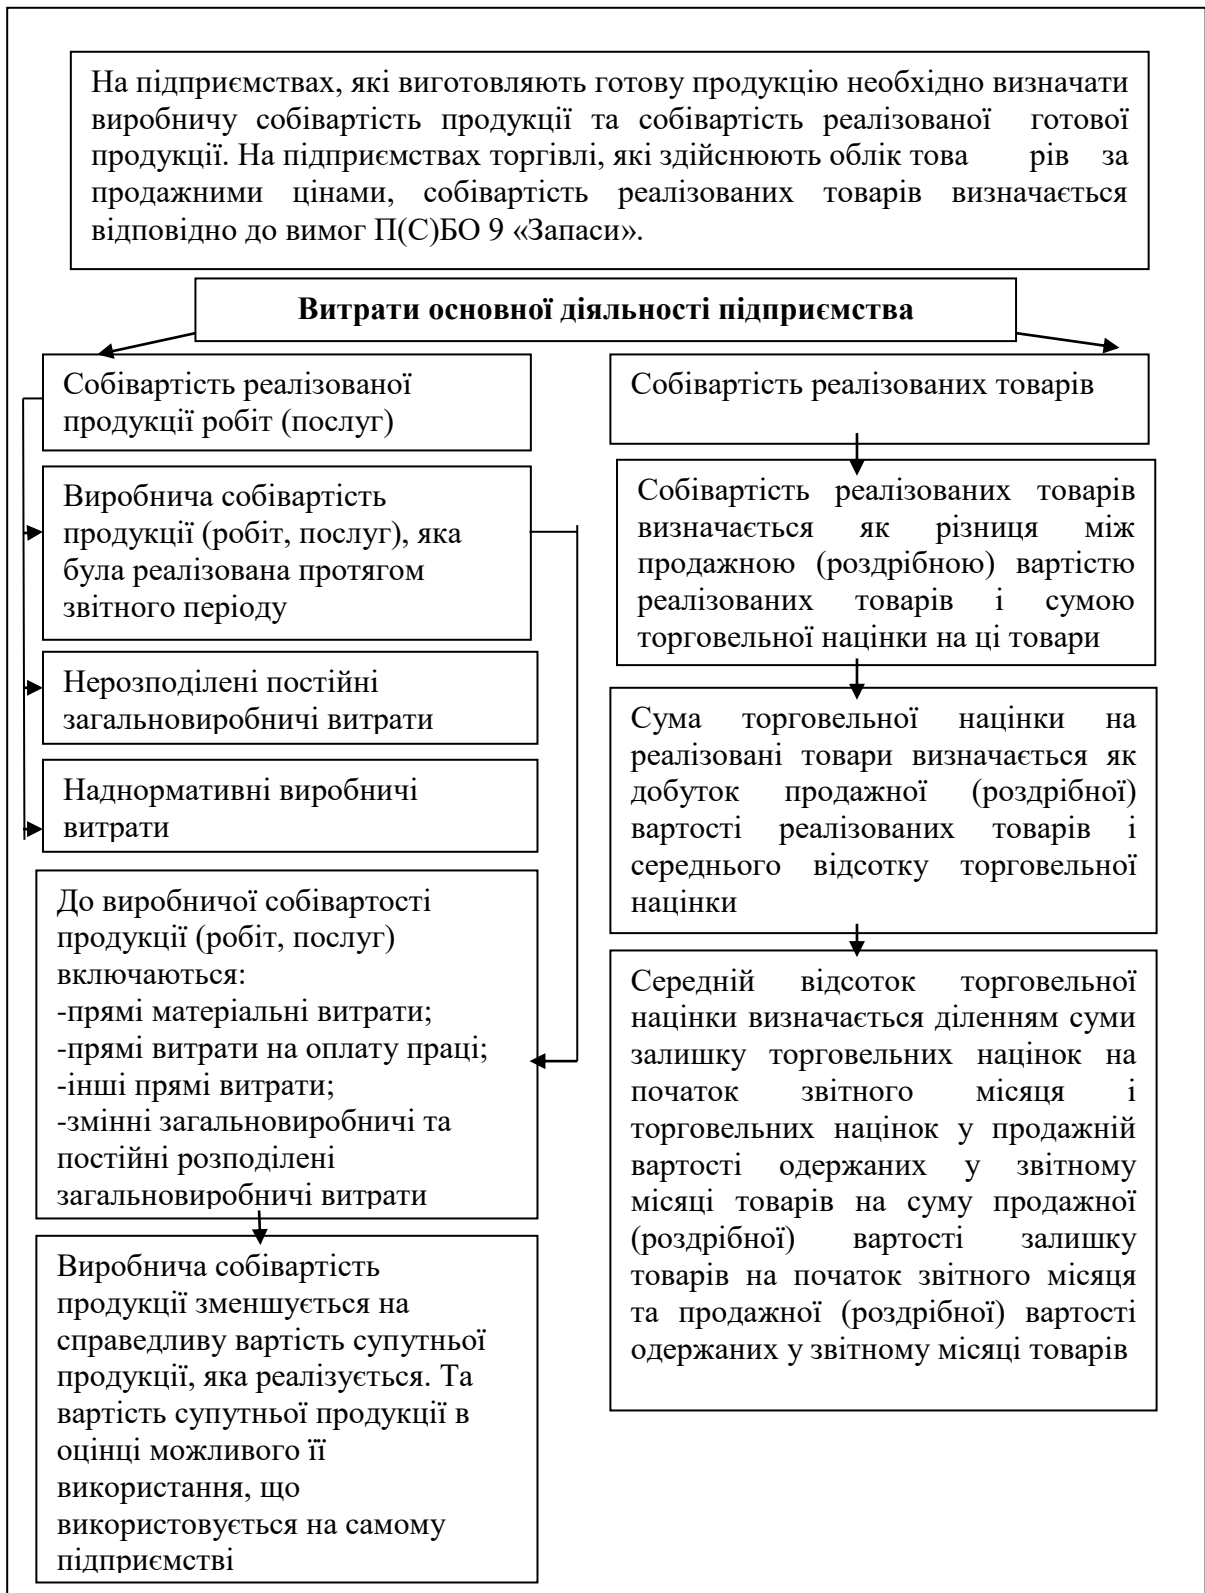 На підприємствах, які виготовляють готову продукцію необхідно визначати
виробничу собівартість продукції та собівартість реалізованої готової
продукції. На підприємствах торгівлі, які здійснюють облік това рів за
продажними цінами, собівартість реалізованих товарів визначається
відповідно до вимог П(С)БО 9 «Запаси».
Витрати основної діяльності підприємства
Собівартість реалізованої
продукції робіт (послуг)
Виробнича собівартість
продукції (робіт, послуг), яка
була реалізована протягом
звітного періоду
Нерозподілені постійні
загальновиробничі витрати
Наднормативні виробничі
витрати
До виробничої собівартості
продукції (робіт, послуг)
включаються:
-прямі матеріальні витрати;
-прямі витрати на оплату праці;
-інші прямі витрати;
-змінні загальновиробничі та
постійні розподілені
загальновиробничі витрати
Виробнича собівартість
продукції зменшується на
справедливу вартість супутньої
продукції, яка реалізується. Та
вартість супутньої продукції в
оцінці можливого її
використання, що
використовується на самому
підприємстві
Собівартість реалізованих товарів
Собівартість реалізованих товарів
визначається як різниця між
продажною (роздрібною) вартістю
реалізованих товарів і сумою
торговельної націнки на ці товари
Сума торговельної націнки на
реалізовані товари визначається як
добуток продажної (роздрібної)
вартості реалізованих товарів і
середнього відсотку торговельної
націнки
Середній відсоток торговельної
націнки визначається діленням суми
залишку торговельних націнок на
початок звітного місяця і
торговельних націнок у продажній
вартості одержаних у звітному
місяці товарів на суму продажної
(роздрібної) вартості залишку
товарів на початок звітного місяця
та продажної (роздрібної) вартості
одержаних у звітному місяці товарів